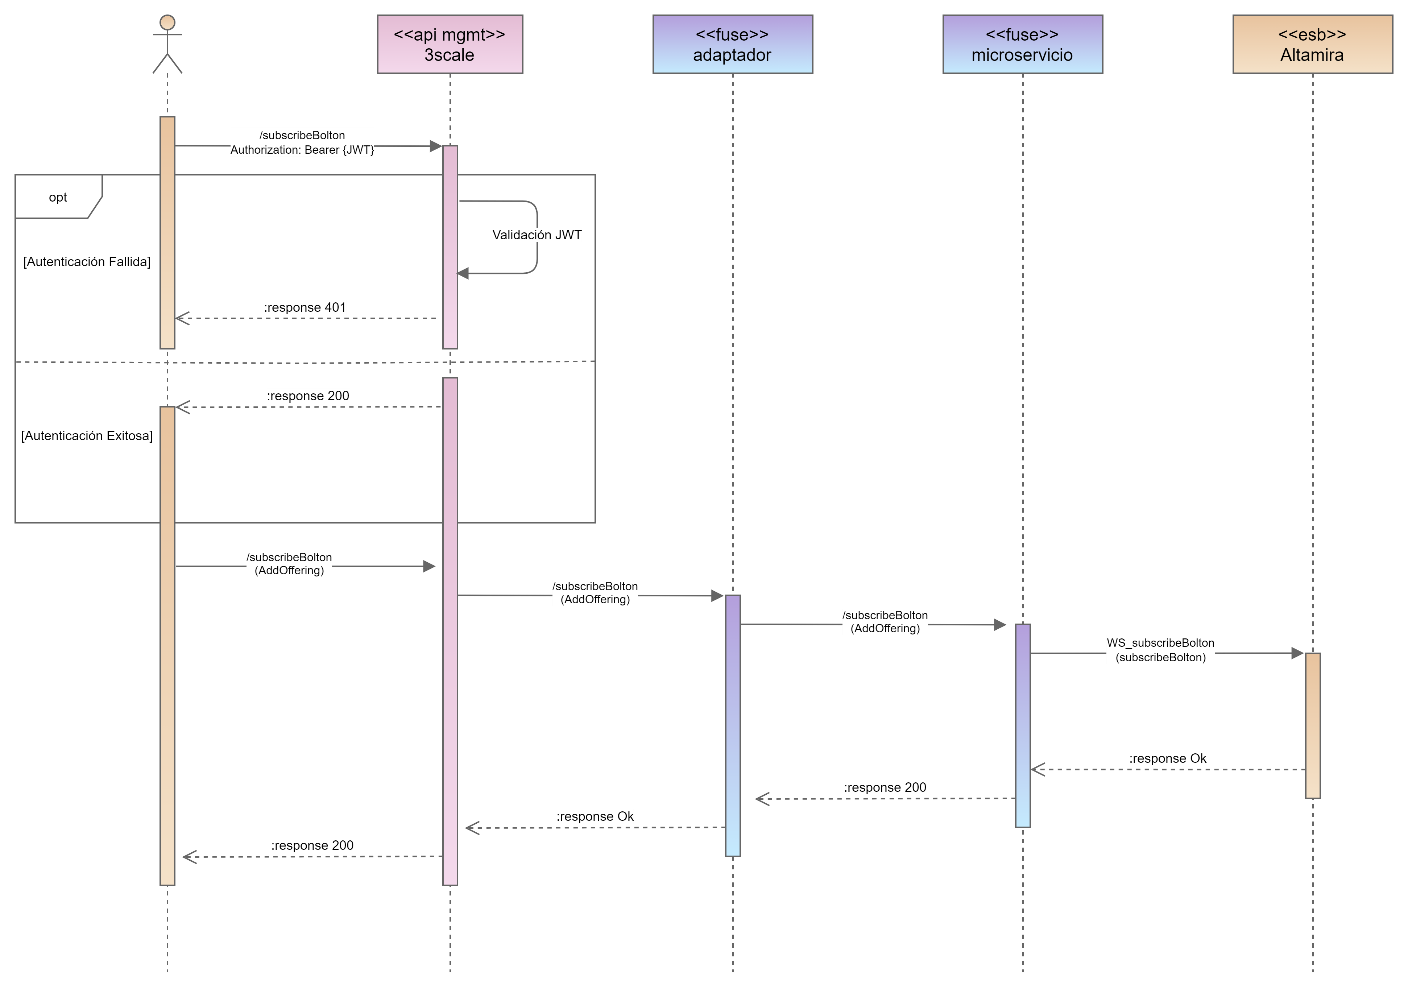 <<api mgmt>>
3scale
<<fuse>>
adaptador
<<fuse>>
microservicio
<<esb>>
Altamira
/subscribeBolton
Authorization: Bearer {JWT}
opt
Validación JWT
[Autenticación Fallida]
:response 401
:response 200
[Autenticación Exitosa]
/subscribeBolton
(AddOffering)
/subscribeBolton
(AddOffering)
/subscribeBolton
(AddOffering)
WS_subscribeBolton
(subscribeBolton)
:response Ok
:response 200
:response Ok
:response 200